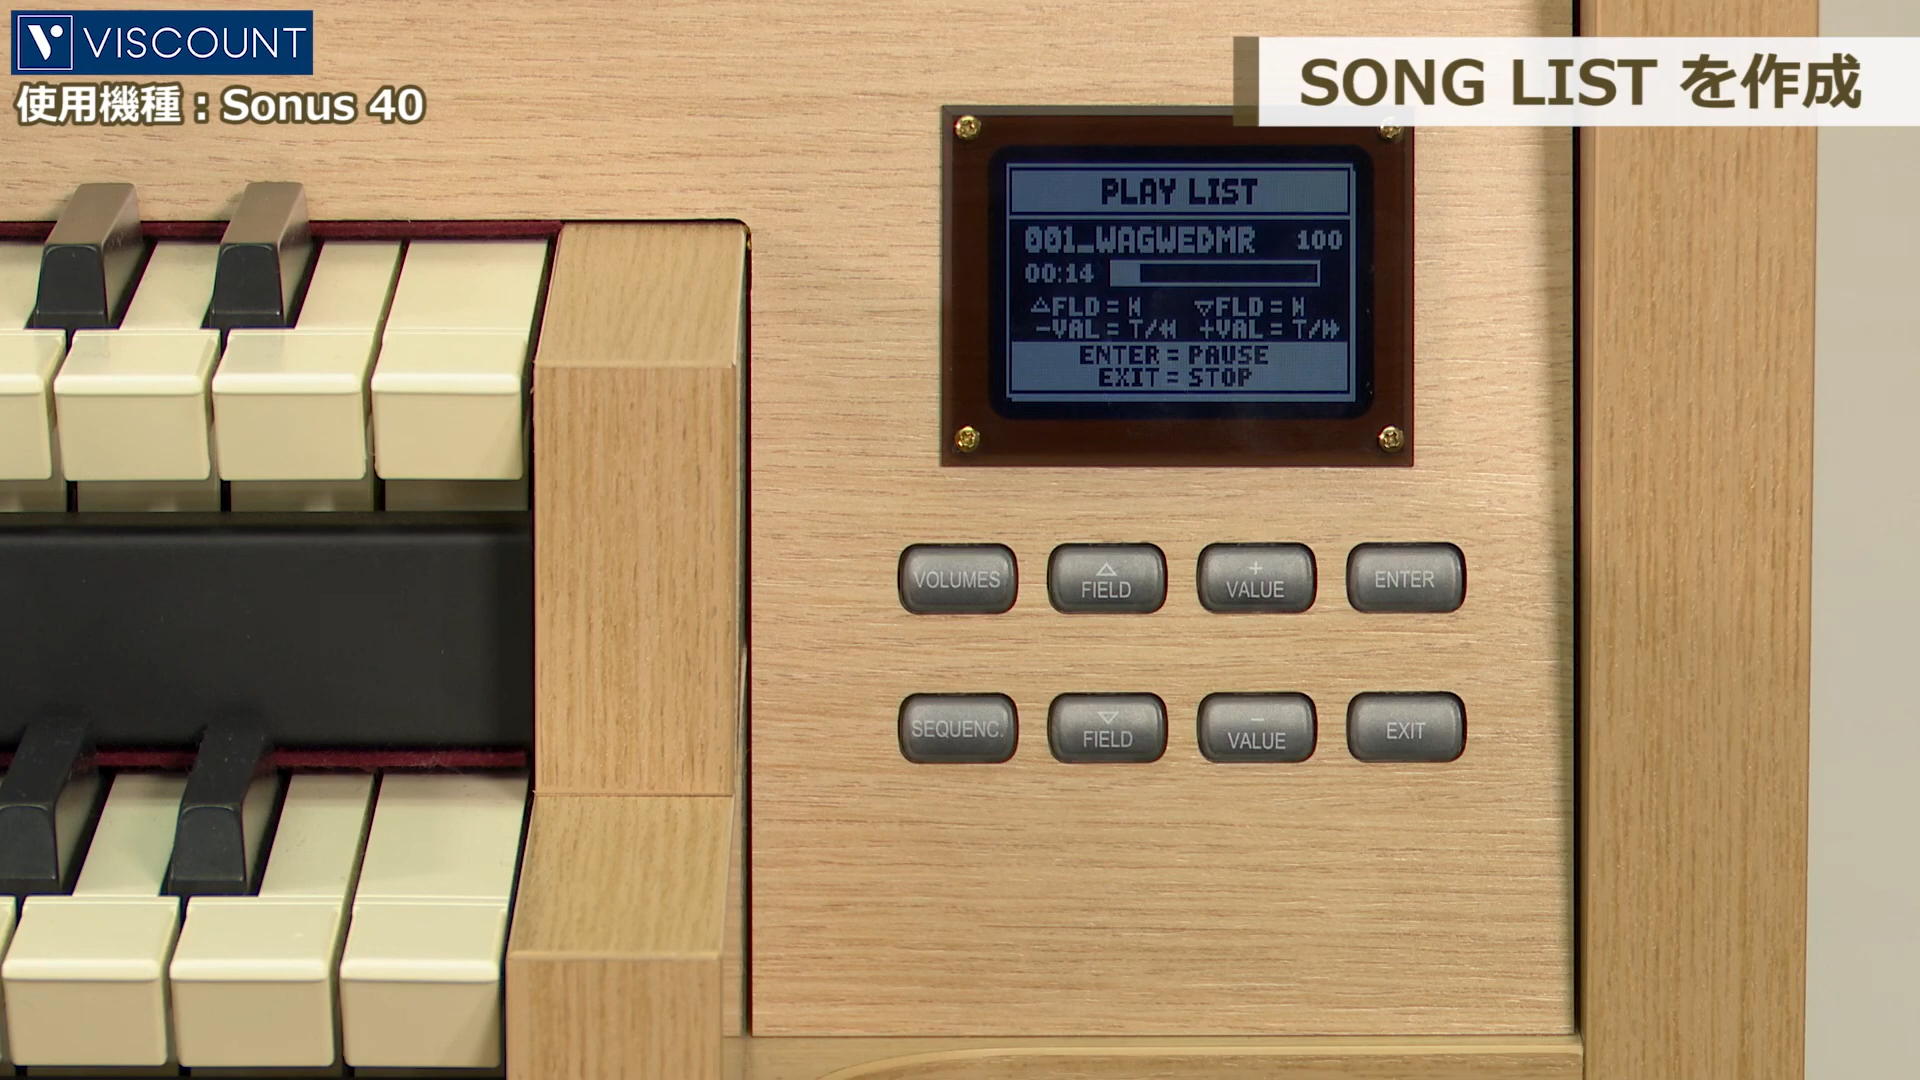 VISCOUNT
使用機種：Sonus 40
SONG LIST を作成
PLAY LIST
001_WAGWEDMR 100
00:14
△FLD = ⏮ ▽FLD = ⏭
-VAL = T/⏪ +VAL = T/⏩
ENTER = PAUSE
EXIT = STOP
VOLUMES
△ FIELD
+ VALUE
ENTER
SEQUENC.
▽ FIELD
- VALUE
EXIT